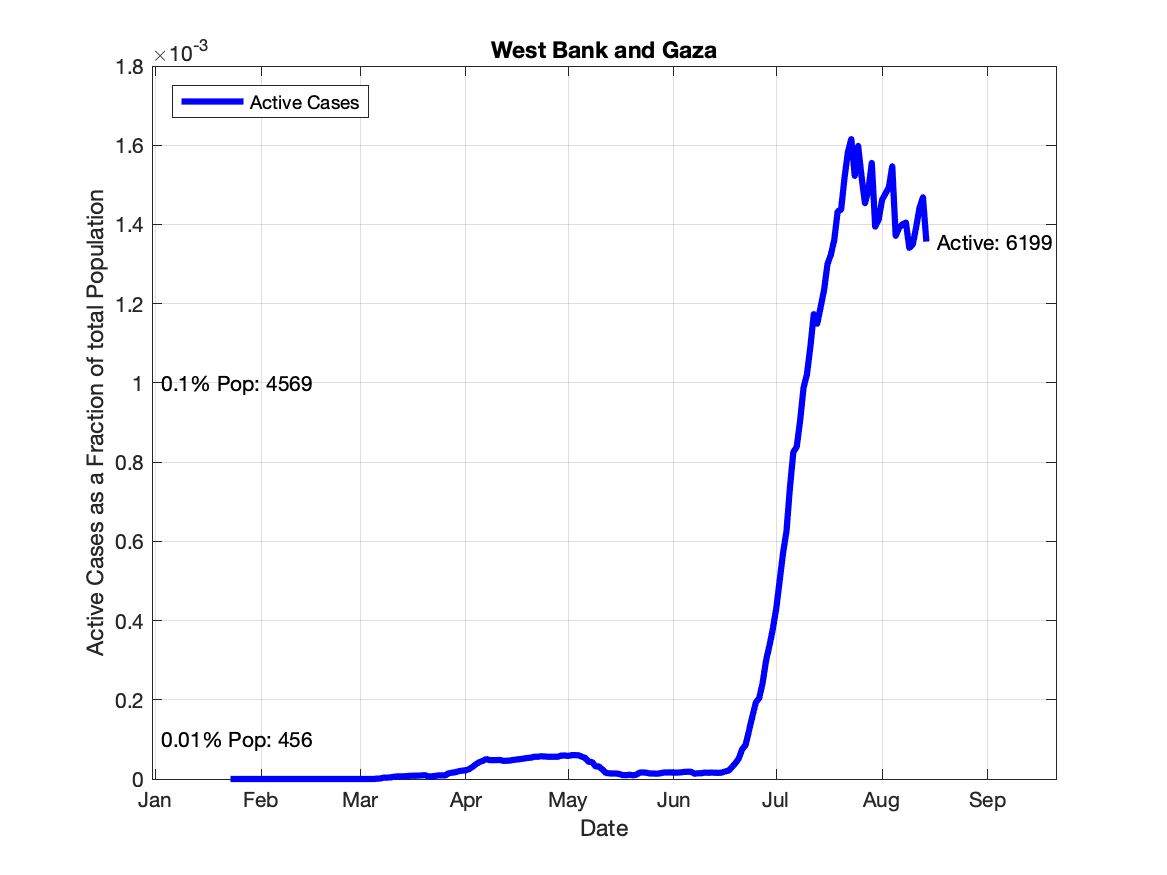 West Bank and Gaza
×10^-3
Active Cases
1.8
1.6
1.4
1.2
1
0.8
0.6
0.4
0.2
0
Active Cases as a Fraction of total Population
0.1% Pop: 4569
0.01% Pop: 456
Active: 6199
Jan Feb Mar Apr May Jun Jul Aug Sep
Date